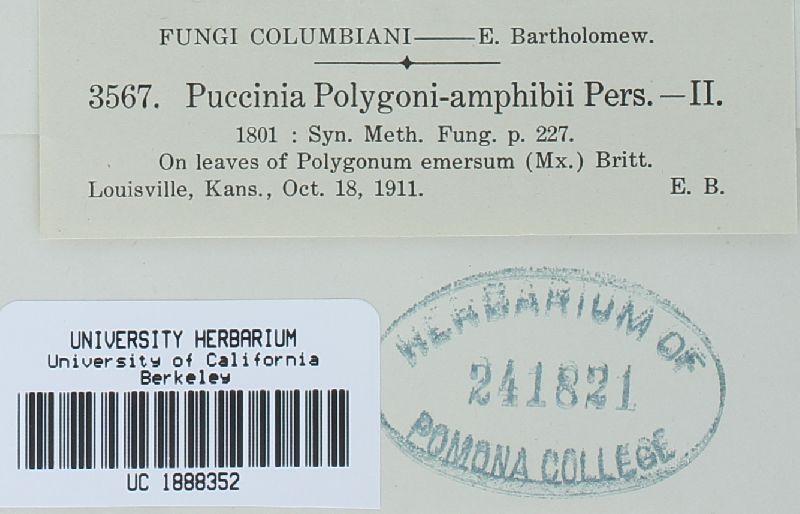 FUNGI COLUMBIANI——E. Bartholomew.
3567. Puccinia Polygoni-amphibii Pers.—II.
1801 : Syn. Meth. Fung. p. 227.
On leaves of Polygonum emersum (Mx.) Britt.
Louisville, Kans., Oct. 18, 1911. E. B.
HERBARIUM OF
241821
POMONA COLLEGE
UNIVERSITY HERBARIUM
University of California
Berkeley
UC 1888352